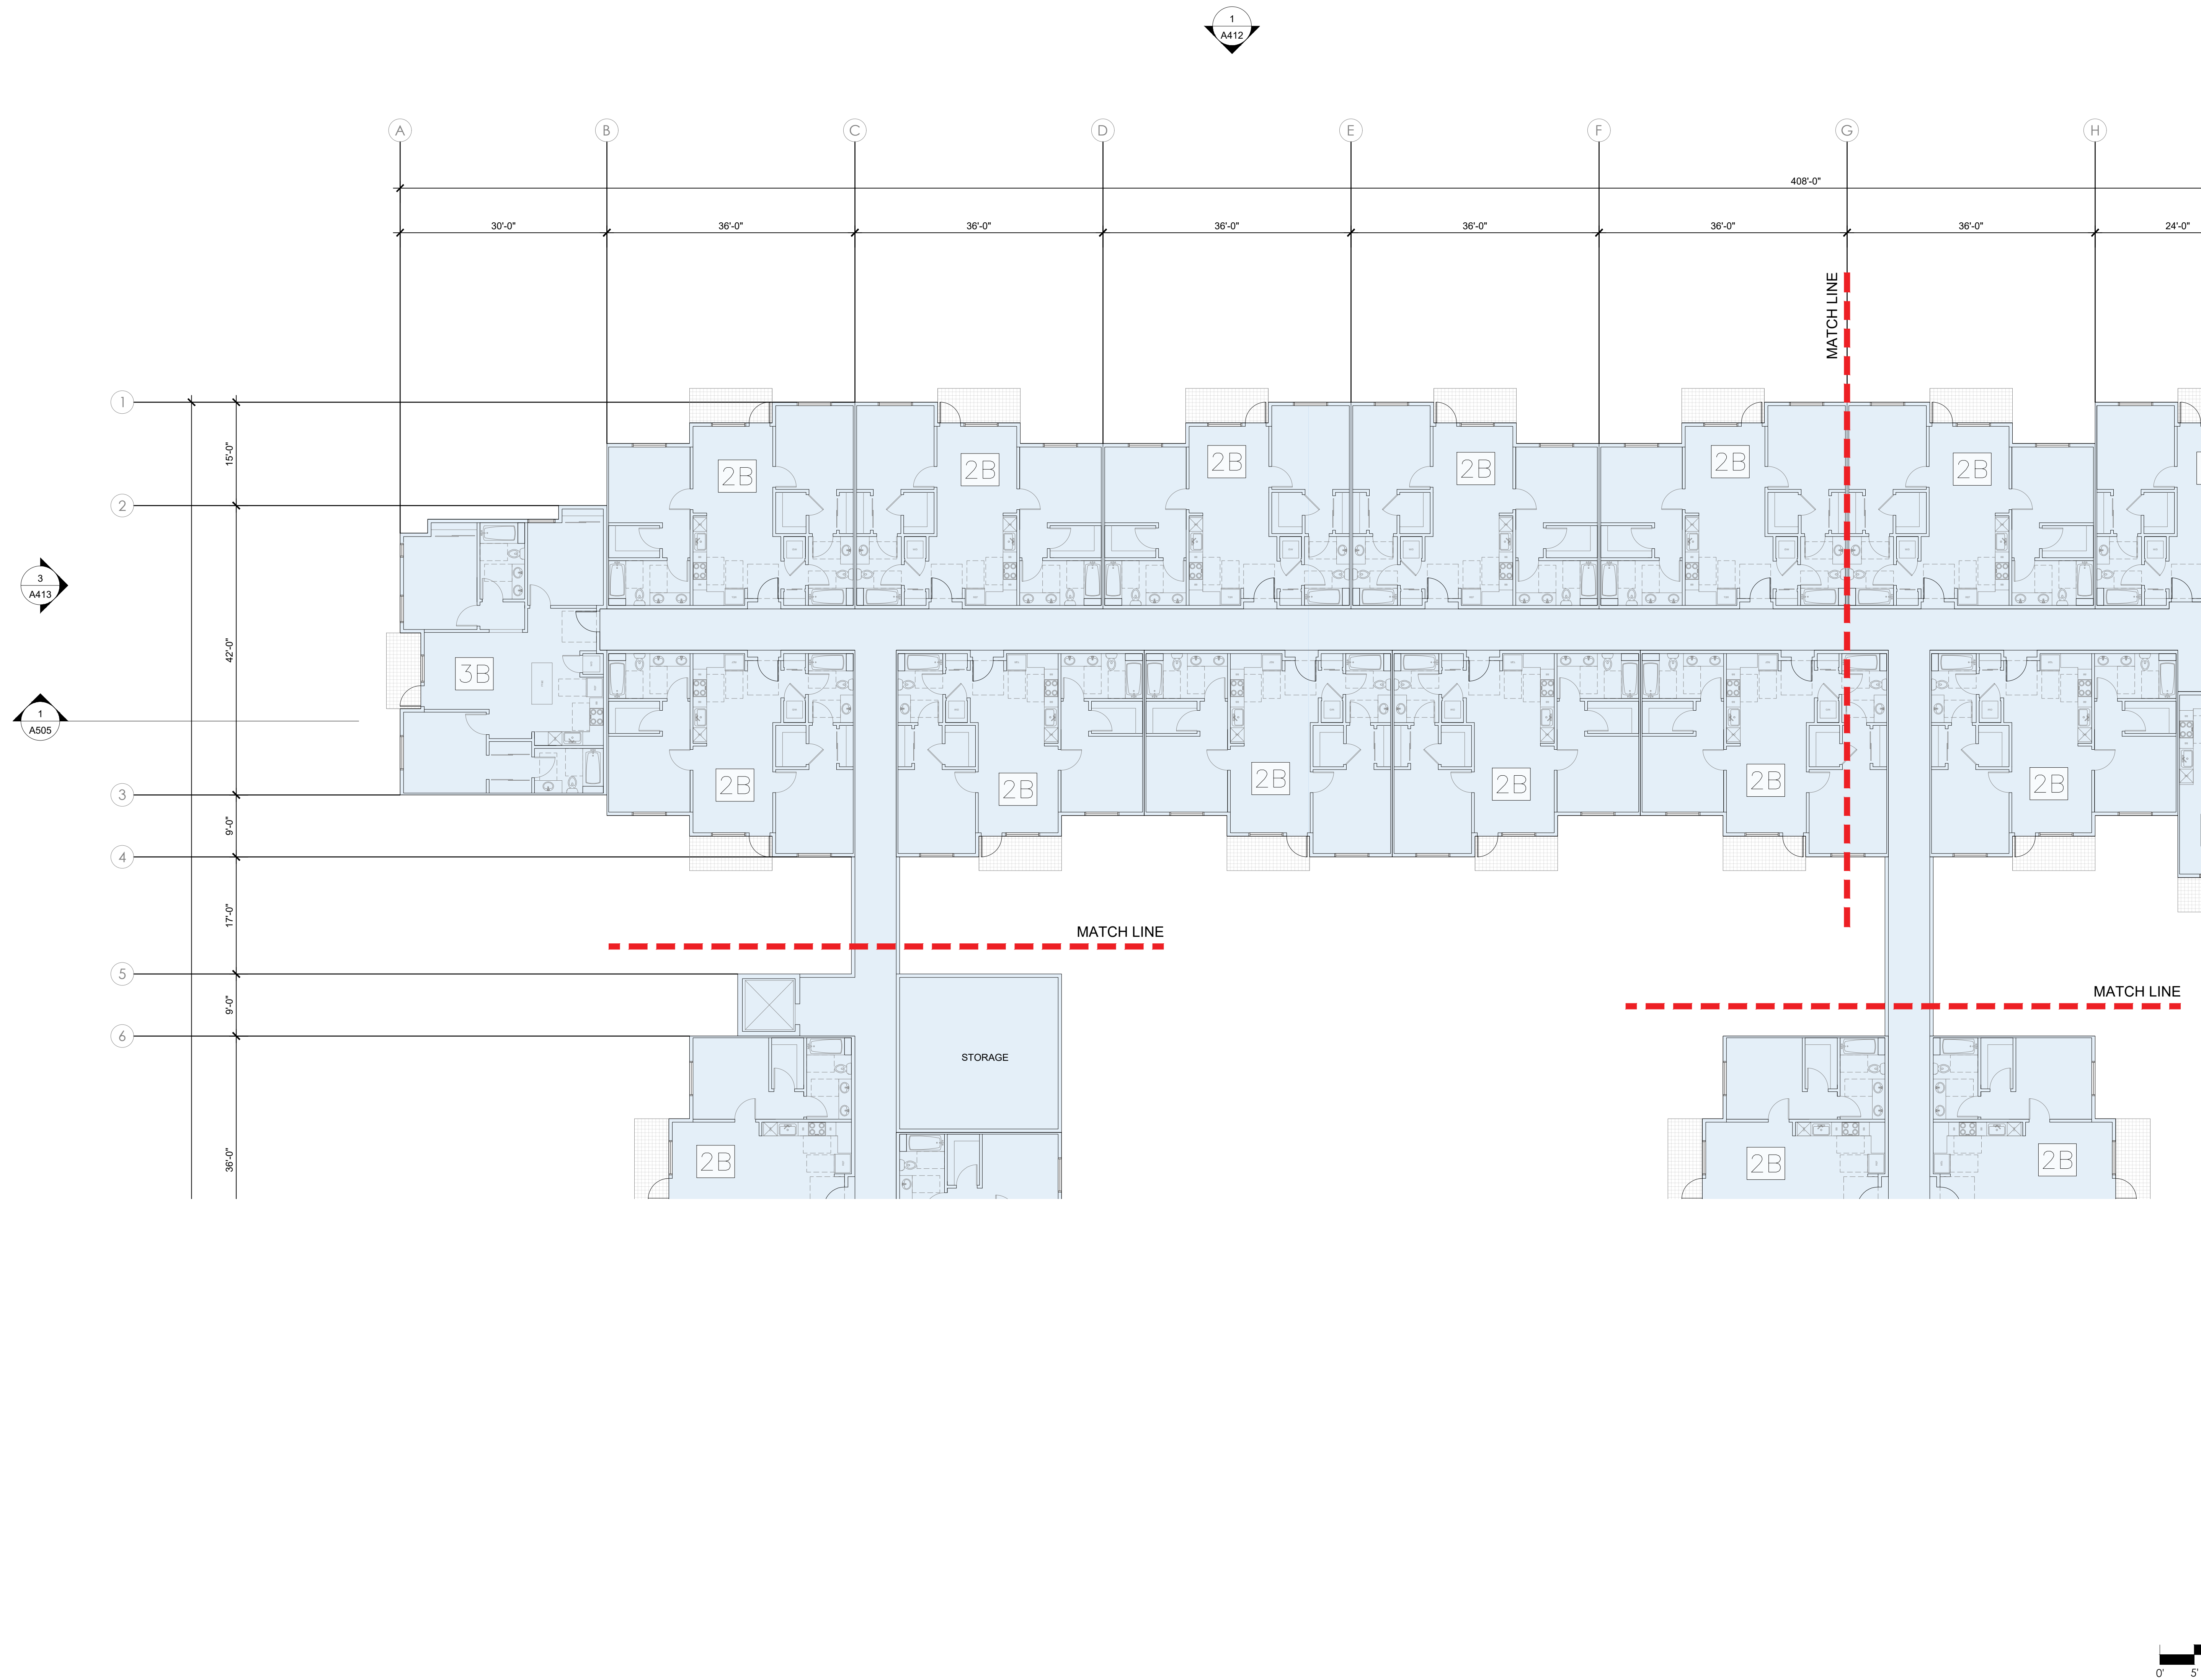 1
A412
A B C D E F G H
408'-0"
30'-0" 36'-0" 36'-0" 36'-0" 36'-0" 36'-0" 36'-0" 24'-0"
MATCH LINE
1
15'-0"
2B 2B 2B 2B 2B 2B
2
3
A413
42'-0"
3B
1
A505
2B 2B 2B 2B 2B 2B
3
9'-0"
4
17'-0"
MATCH LINE
5
MATCH LINE
9'-0"
6
STORAGE
36'-0"
2B 2B 2B
0' 5'